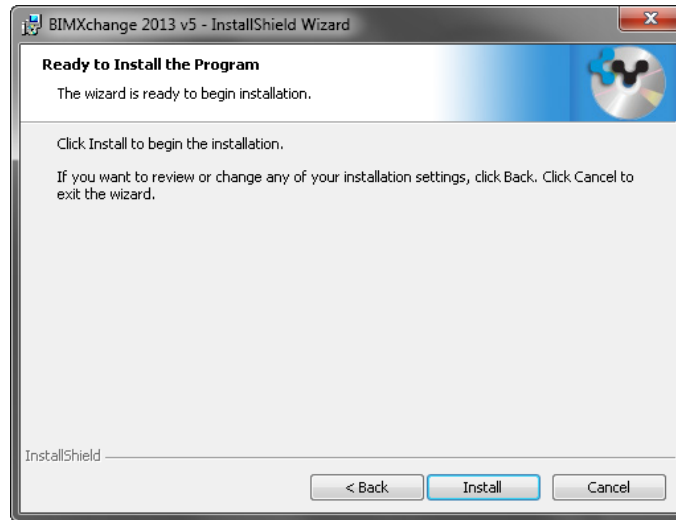 BIMXchange 2013 v5 - InstallShield Wizard
Ready to Install the Program
The wizard is ready to begin installation.
Click Install to begin the installation.
If you want to review or change any of your installation settings, click Back. Click Cancel to
exit the wizard.
InstallShield
< Back
Install
Cancel